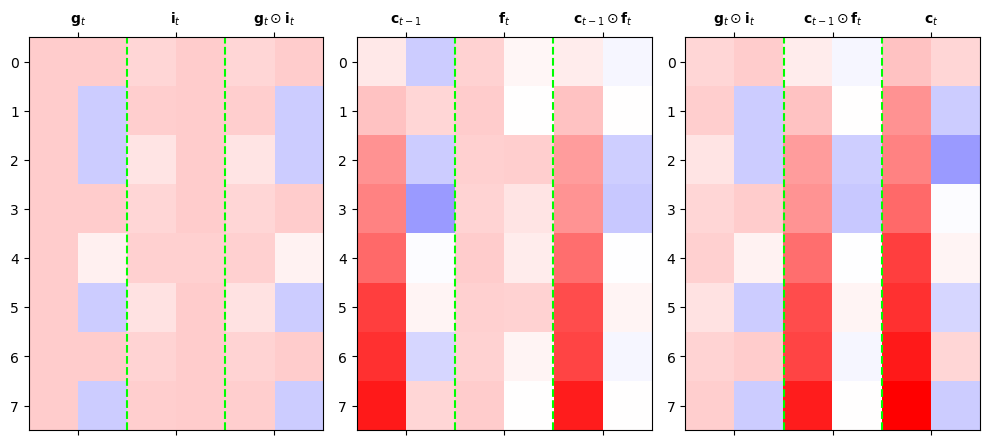 g_t i_t g_t ⊙ i_t c_{t−1} f_t c_{t−1} ⊙ f_t g_t ⊙ i_t c_{t−1} ⊙ f_t c_t
0 0 0
1 1 1
2 2 2
3 3 3
4 4 4
5 5 5
6 6 6
7 7 7